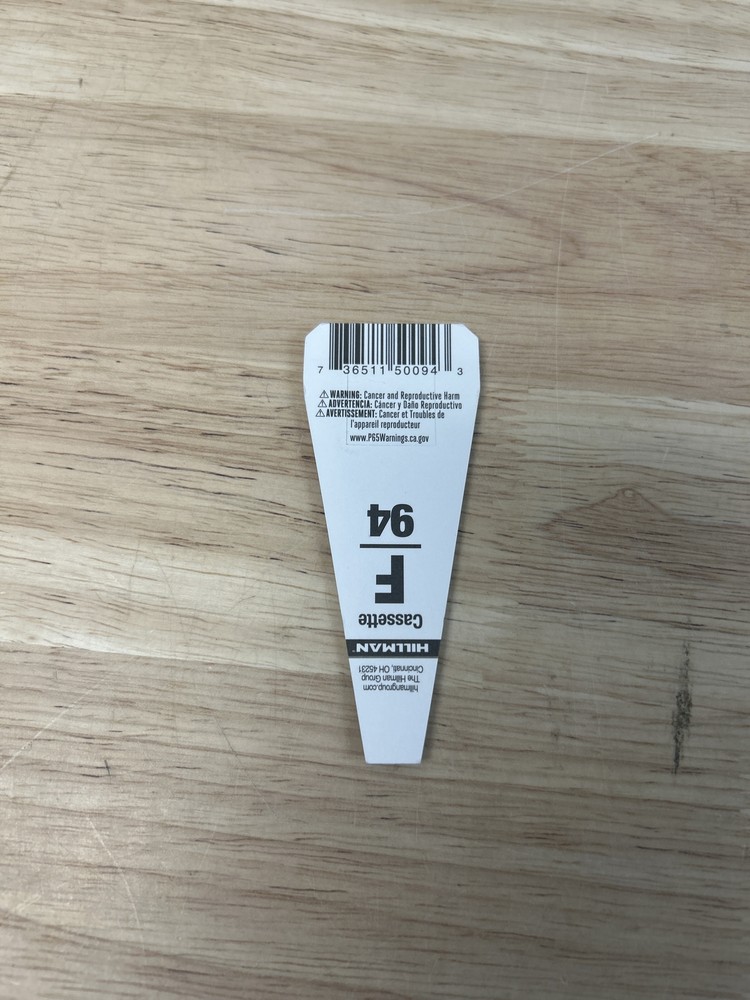 7 36511 50094 3
⚠ WARNING: Cancer and Reproductive Harm
⚠ ADVERTENCIA: Cáncer y Daño Reproductivo
⚠ AVERTISSEMENT: Cancer et Troubles de
l'appareil reproducteur
www.P65Warnings.ca.gov
hillmangroup.com
The Hillman Group
Cincinnati, OH 45231
HILLMAN
Cassette
F
94